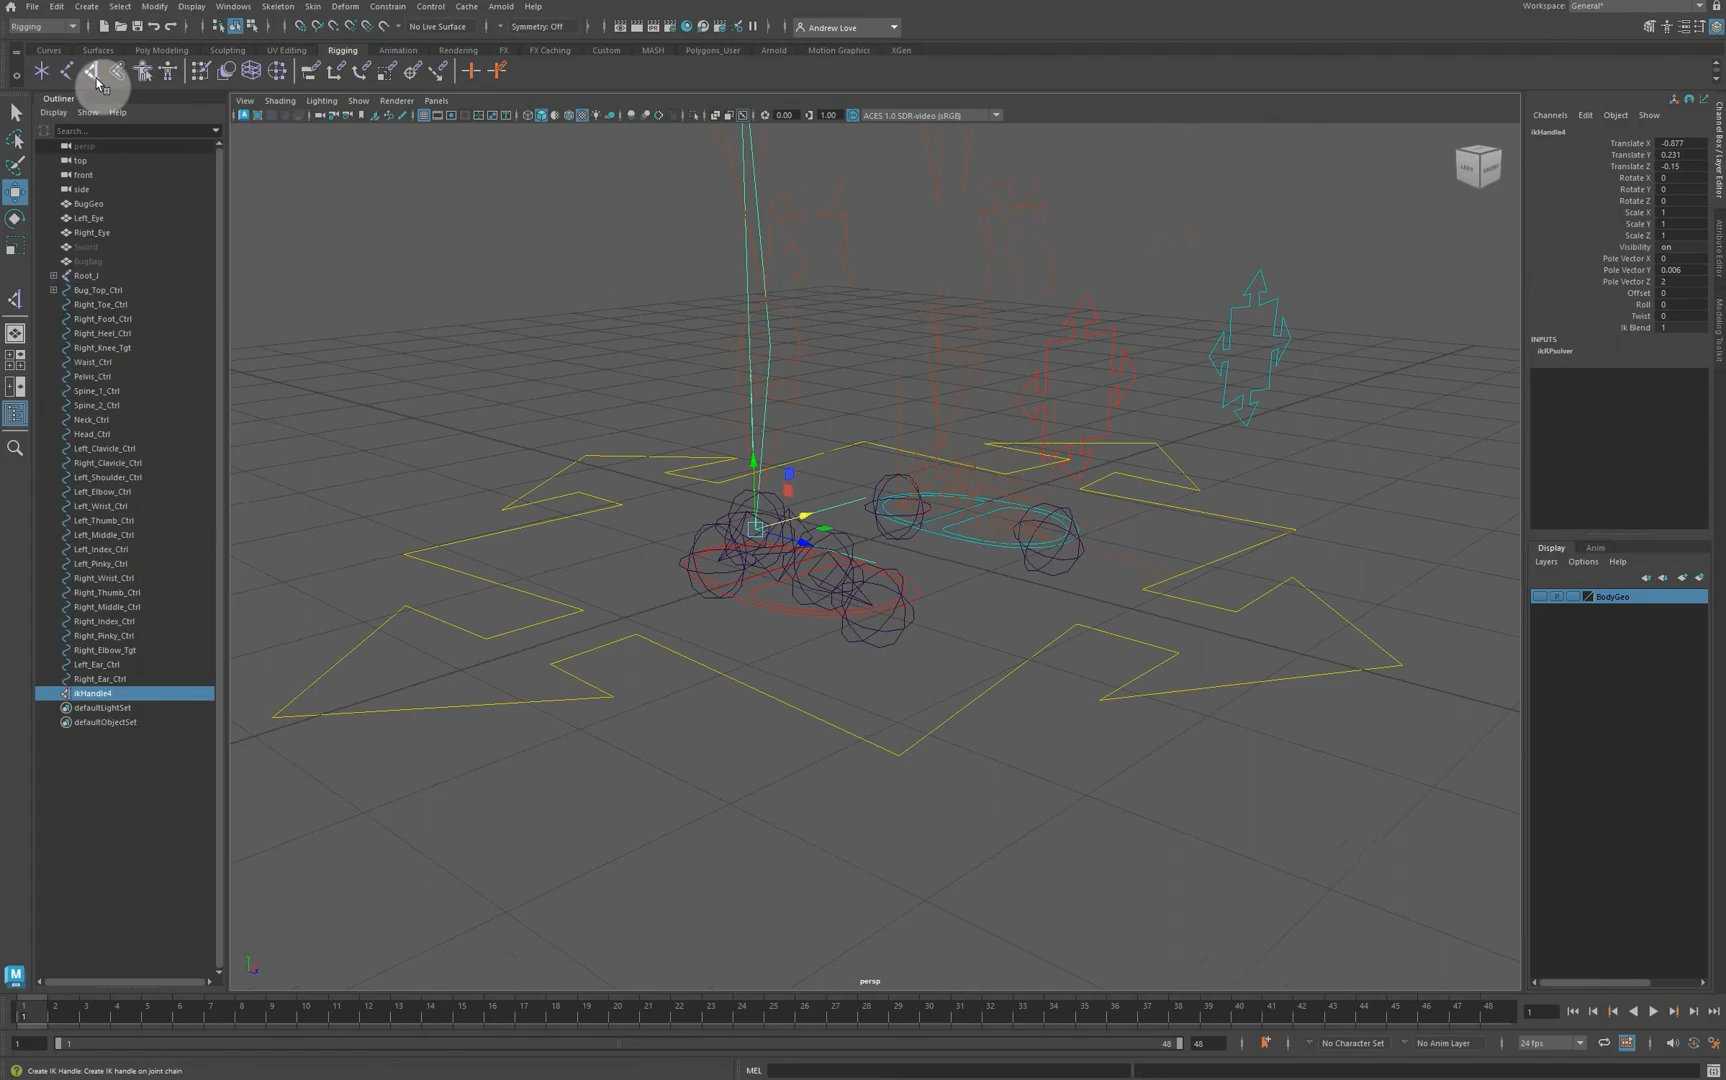 File Edit Create Select Modify Display Windows Skeleton Skin Deform Constrain Control Cache Arnold Help
Workspace: General*
Rigging
No Live Surface
Symmetry: Off
Andrew Love
Curves Surfaces Poly Modeling Sculpting UV Editing Rigging Animation Rendering FX FX Caching Custom MASH Polygons_User Arnold Motion Graphics XGen
Outliner
Display Show Help
Search...
persp
top
front
side
BugGeo
Left_Eye
Right_Eye
Sword
BugBag
Root_J
Bug_Top_Ctrl
Right_Toe_Ctrl
Right_Foot_Ctrl
Right_Heel_Ctrl
Right_Knee_Tgt
Waist_Ctrl
Pelvis_Ctrl
Spine_1_Ctrl
Spine_2_Ctrl
Neck_Ctrl
Head_Ctrl
Left_Clavicle_Ctrl
Right_Clavicle_Ctrl
Left_Shoulder_Ctrl
Left_Elbow_Ctrl
Left_Wrist_Ctrl
Left_Thumb_Ctrl
Left_Middle_Ctrl
Left_Index_Ctrl
Left_Pinky_Ctrl
Right_Wrist_Ctrl
Right_Thumb_Ctrl
Right_Middle_Ctrl
Right_Index_Ctrl
Right_Pinky_Ctrl
Right_Elbow_Tgt
Left_Ear_Ctrl
Right_Ear_Ctrl
ikHandle4
defaultLightSet
defaultObjectSet
View Shading Lighting Show Renderer Panels
0.00 1.00 ACES 1.0 SDR-video (sRGB)
LEFT FRONT
persp
Channels Edit Object Show
ikHandle4
Translate X -0.877
Translate Y 0.231
Translate Z -0.15
Rotate X 0
Rotate Y 0
Rotate Z 0
Scale X 1
Scale Y 1
Scale Z 1
Visibility on
Pole Vector X 0
Pole Vector Y 0.006
Pole Vector Z 2
Offset 0
Roll 0
Twist 0
Ik Blend 1
INPUTS
ikRPsolver
Display Anim
Layers Options Help
P BodyGeo
Channel Box / Layer Editor
Attribute Editor
Modeling Toolkit
1 2 3 4 5 6 7 8 9 10 11 12 13 14 15 16 17 18 19 20 21 22 23 24 25 26 27 28 29 30 31 32 33 34 35 36 37 38 39 40 41 42 43 44 45 46 47 48
1
1
1 1 48 48
No Character Set
No Anim Layer
24 fps
Create IK Handle: Create IK handle on joint chain
MEL